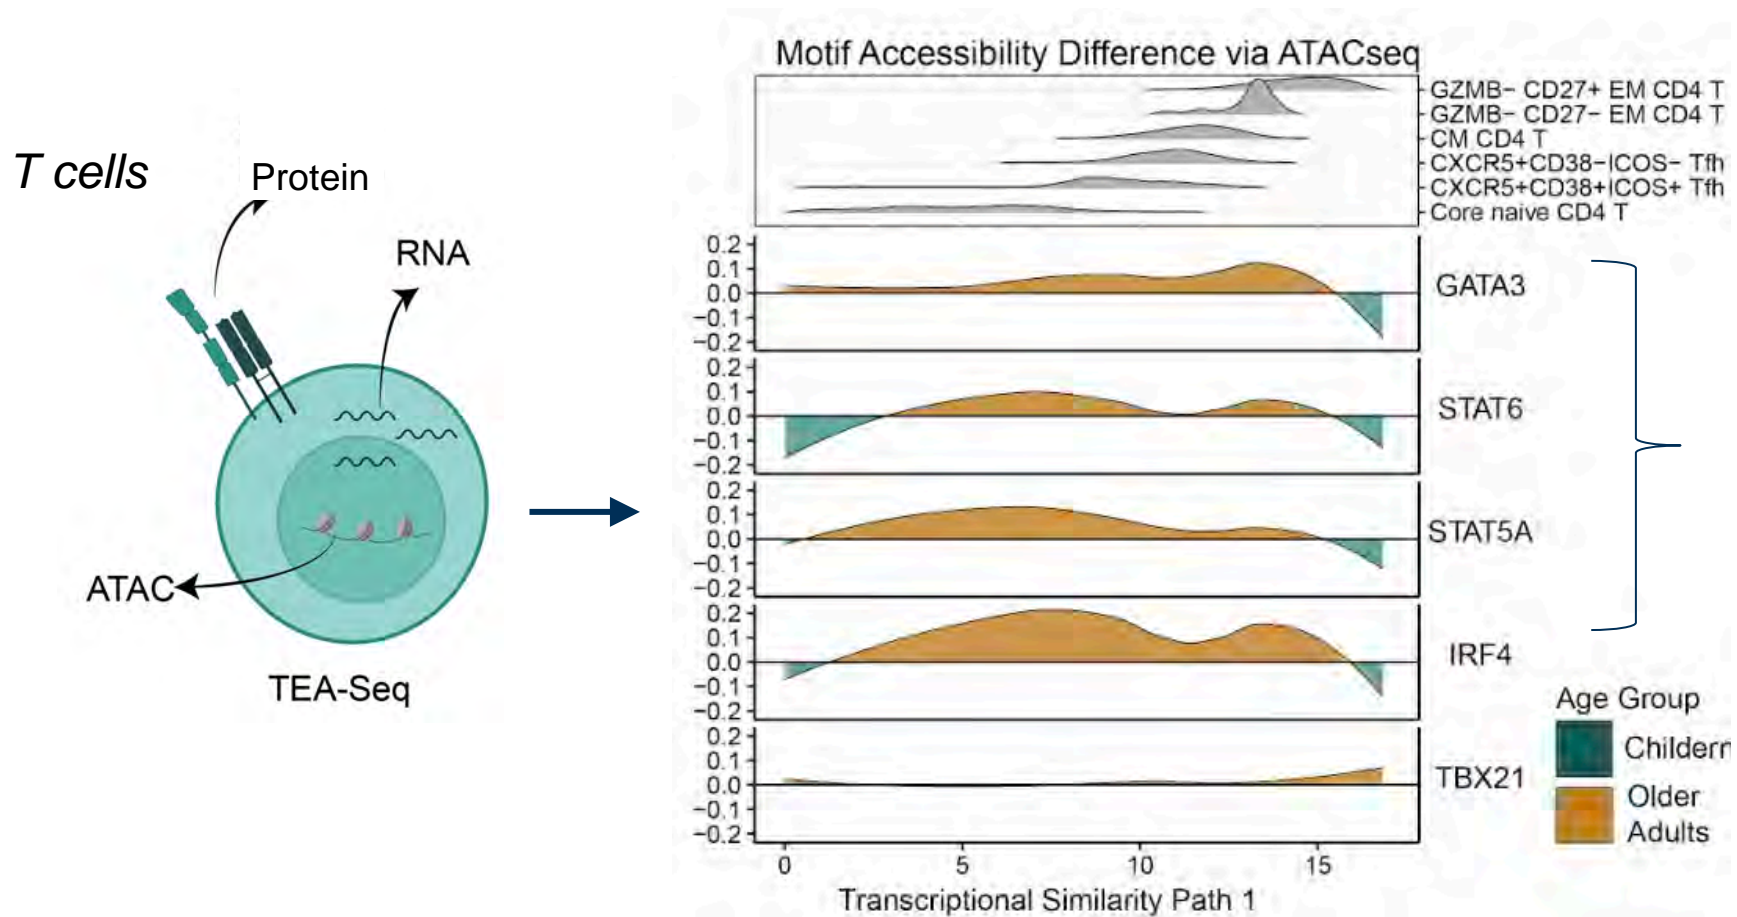 T cells
Protein
RNA
ATAC
TEA-Seq
Motif Accessibility Difference via ATACseq
GZMB− CD27+ EM CD4 T
GZMB− CD27− EM CD4 T
CM CD4 T
CXCR5+CD38−ICOS− Tfh
CXCR5+CD38+ICOS+ Tfh
Core naive CD4 T
0.2
0.1
0.0
−0.1
−0.2
GATA3
0.2
0.1
0.0
−0.1
−0.2
STAT6
0.2
0.1
0.0
−0.1
−0.2
STAT5A
0.2
0.1
0.0
−0.1
−0.2
IRF4
0.2
0.1
0.0
−0.1
−0.2
TBX21
0 5 10 15
Transcriptional Similarity Path 1
Age Group
Childern
Older
Adults